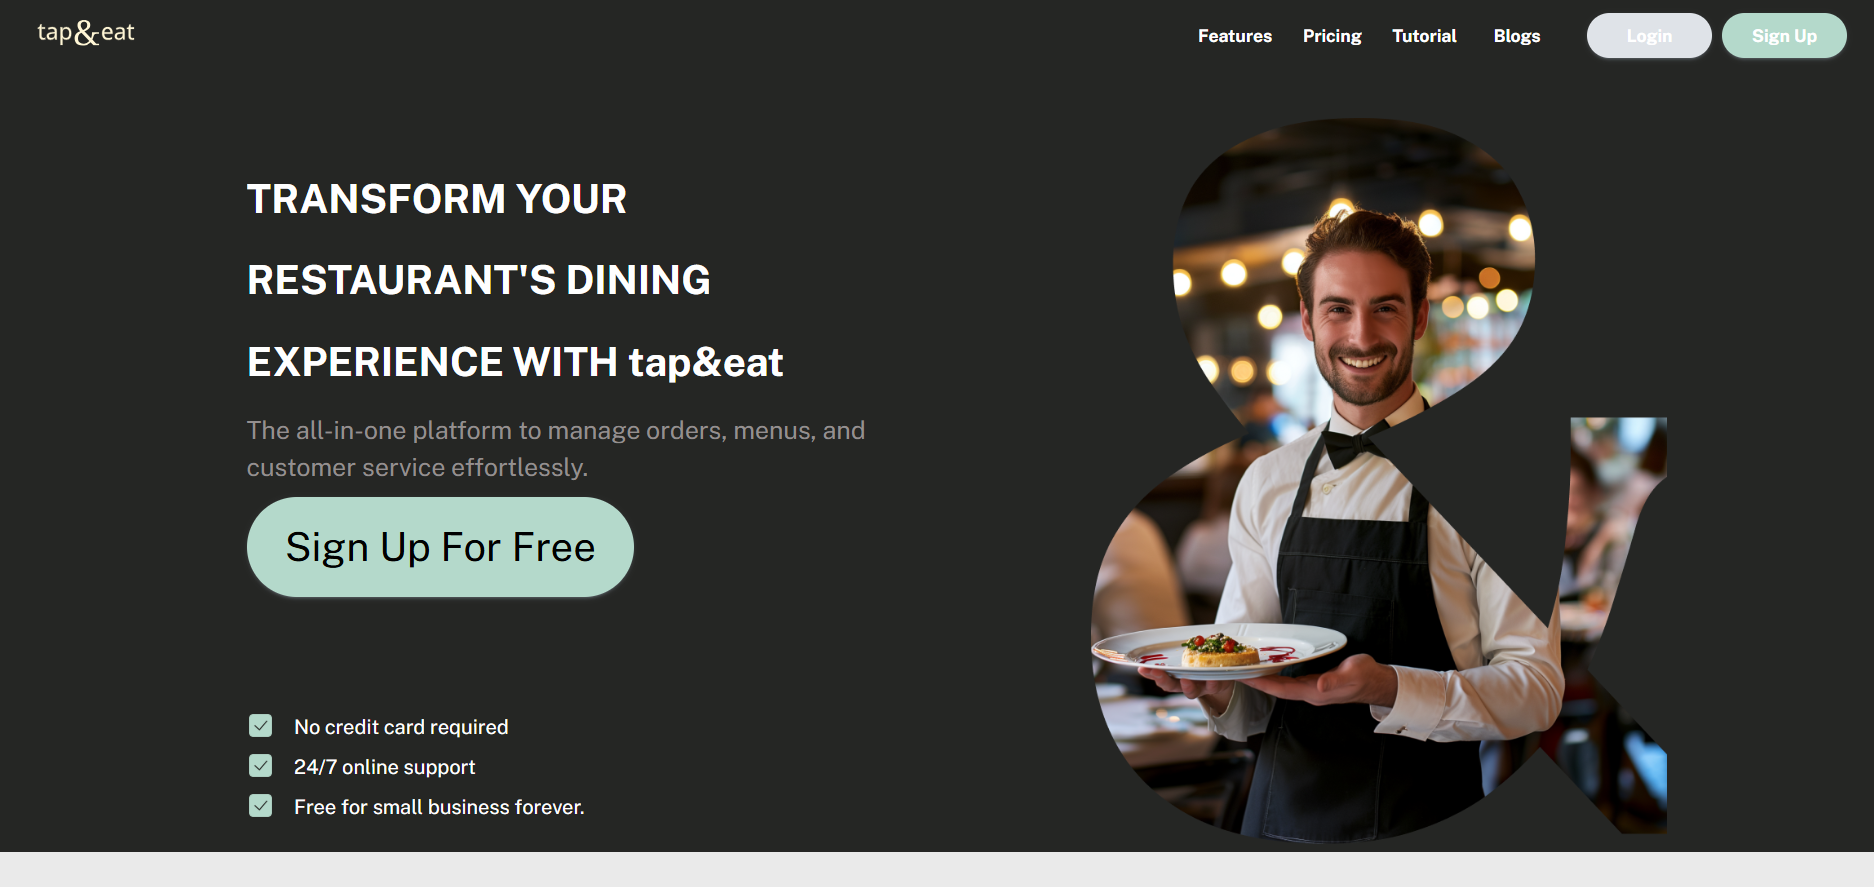 tap&eat
Features
Pricing
Tutorial
Blogs
Login
Sign Up
TRANSFORM YOUR
RESTAURANT'S DINING
EXPERIENCE WITH tap&eat
The all-in-one platform to manage orders, menus, and
customer service effortlessly.
Sign Up For Free
No credit card required
24/7 online support
Free for small business forever.